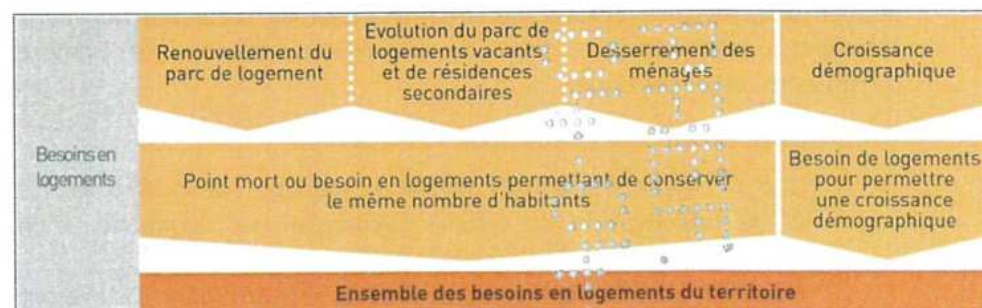 Renouvellement du
parc de logement
Evolution du parc de
logements vacants
et de résidences
secondaires
Desserrement des
ménages
Croissance
démographique
Besoins en
logements
Point mort ou besoin en logements permettant de conserver
le même nombre d'habitants
Besoin de logements
pour permettre
une croissance
démographique
Ensemble des besoins en logements du territoire